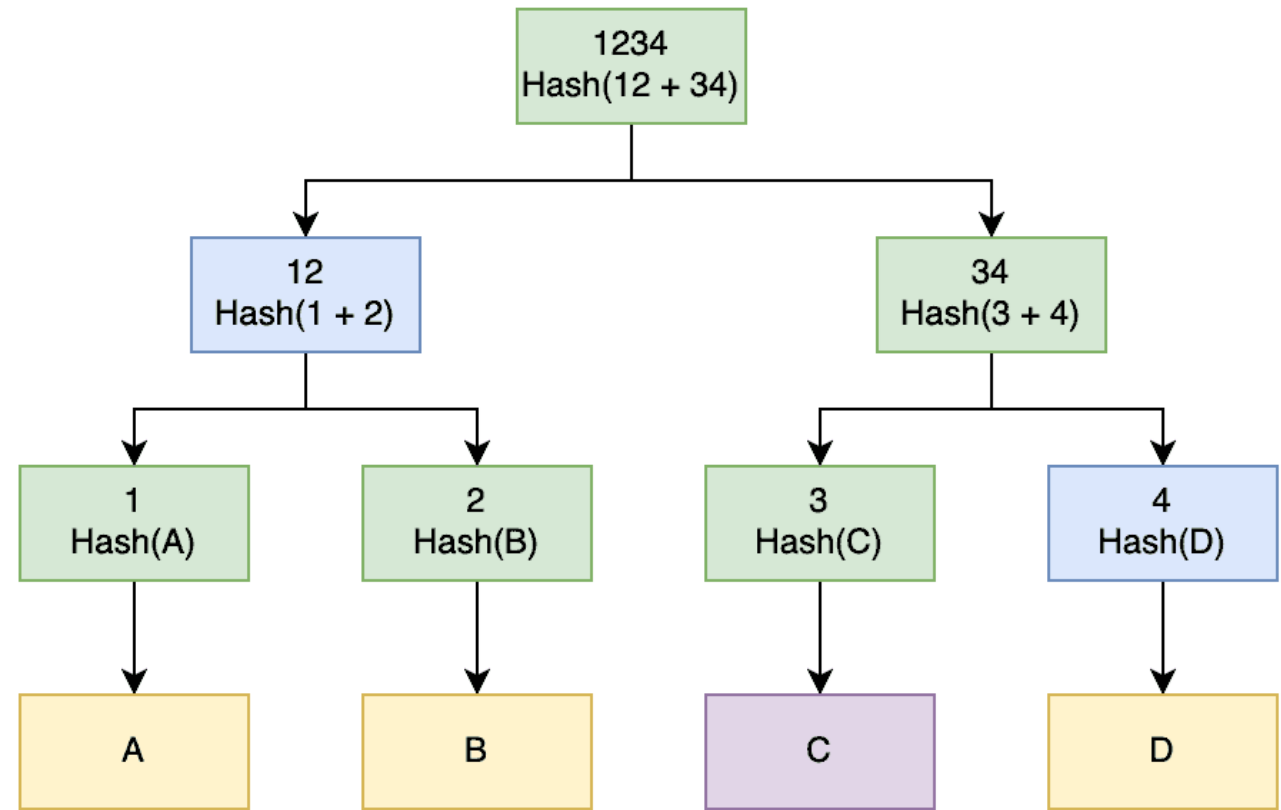 1234
Hash(12 + 34)
12
Hash(1 + 2)
34
Hash(3 + 4)
1
Hash(A)
2
Hash(B)
3
Hash(C)
4
Hash(D)
A
B
C
D